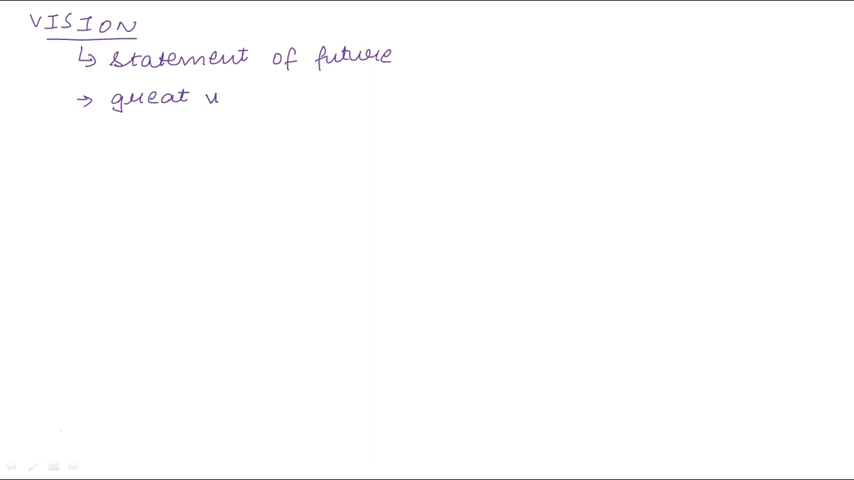 VISION
↳ statement of future
→ great v